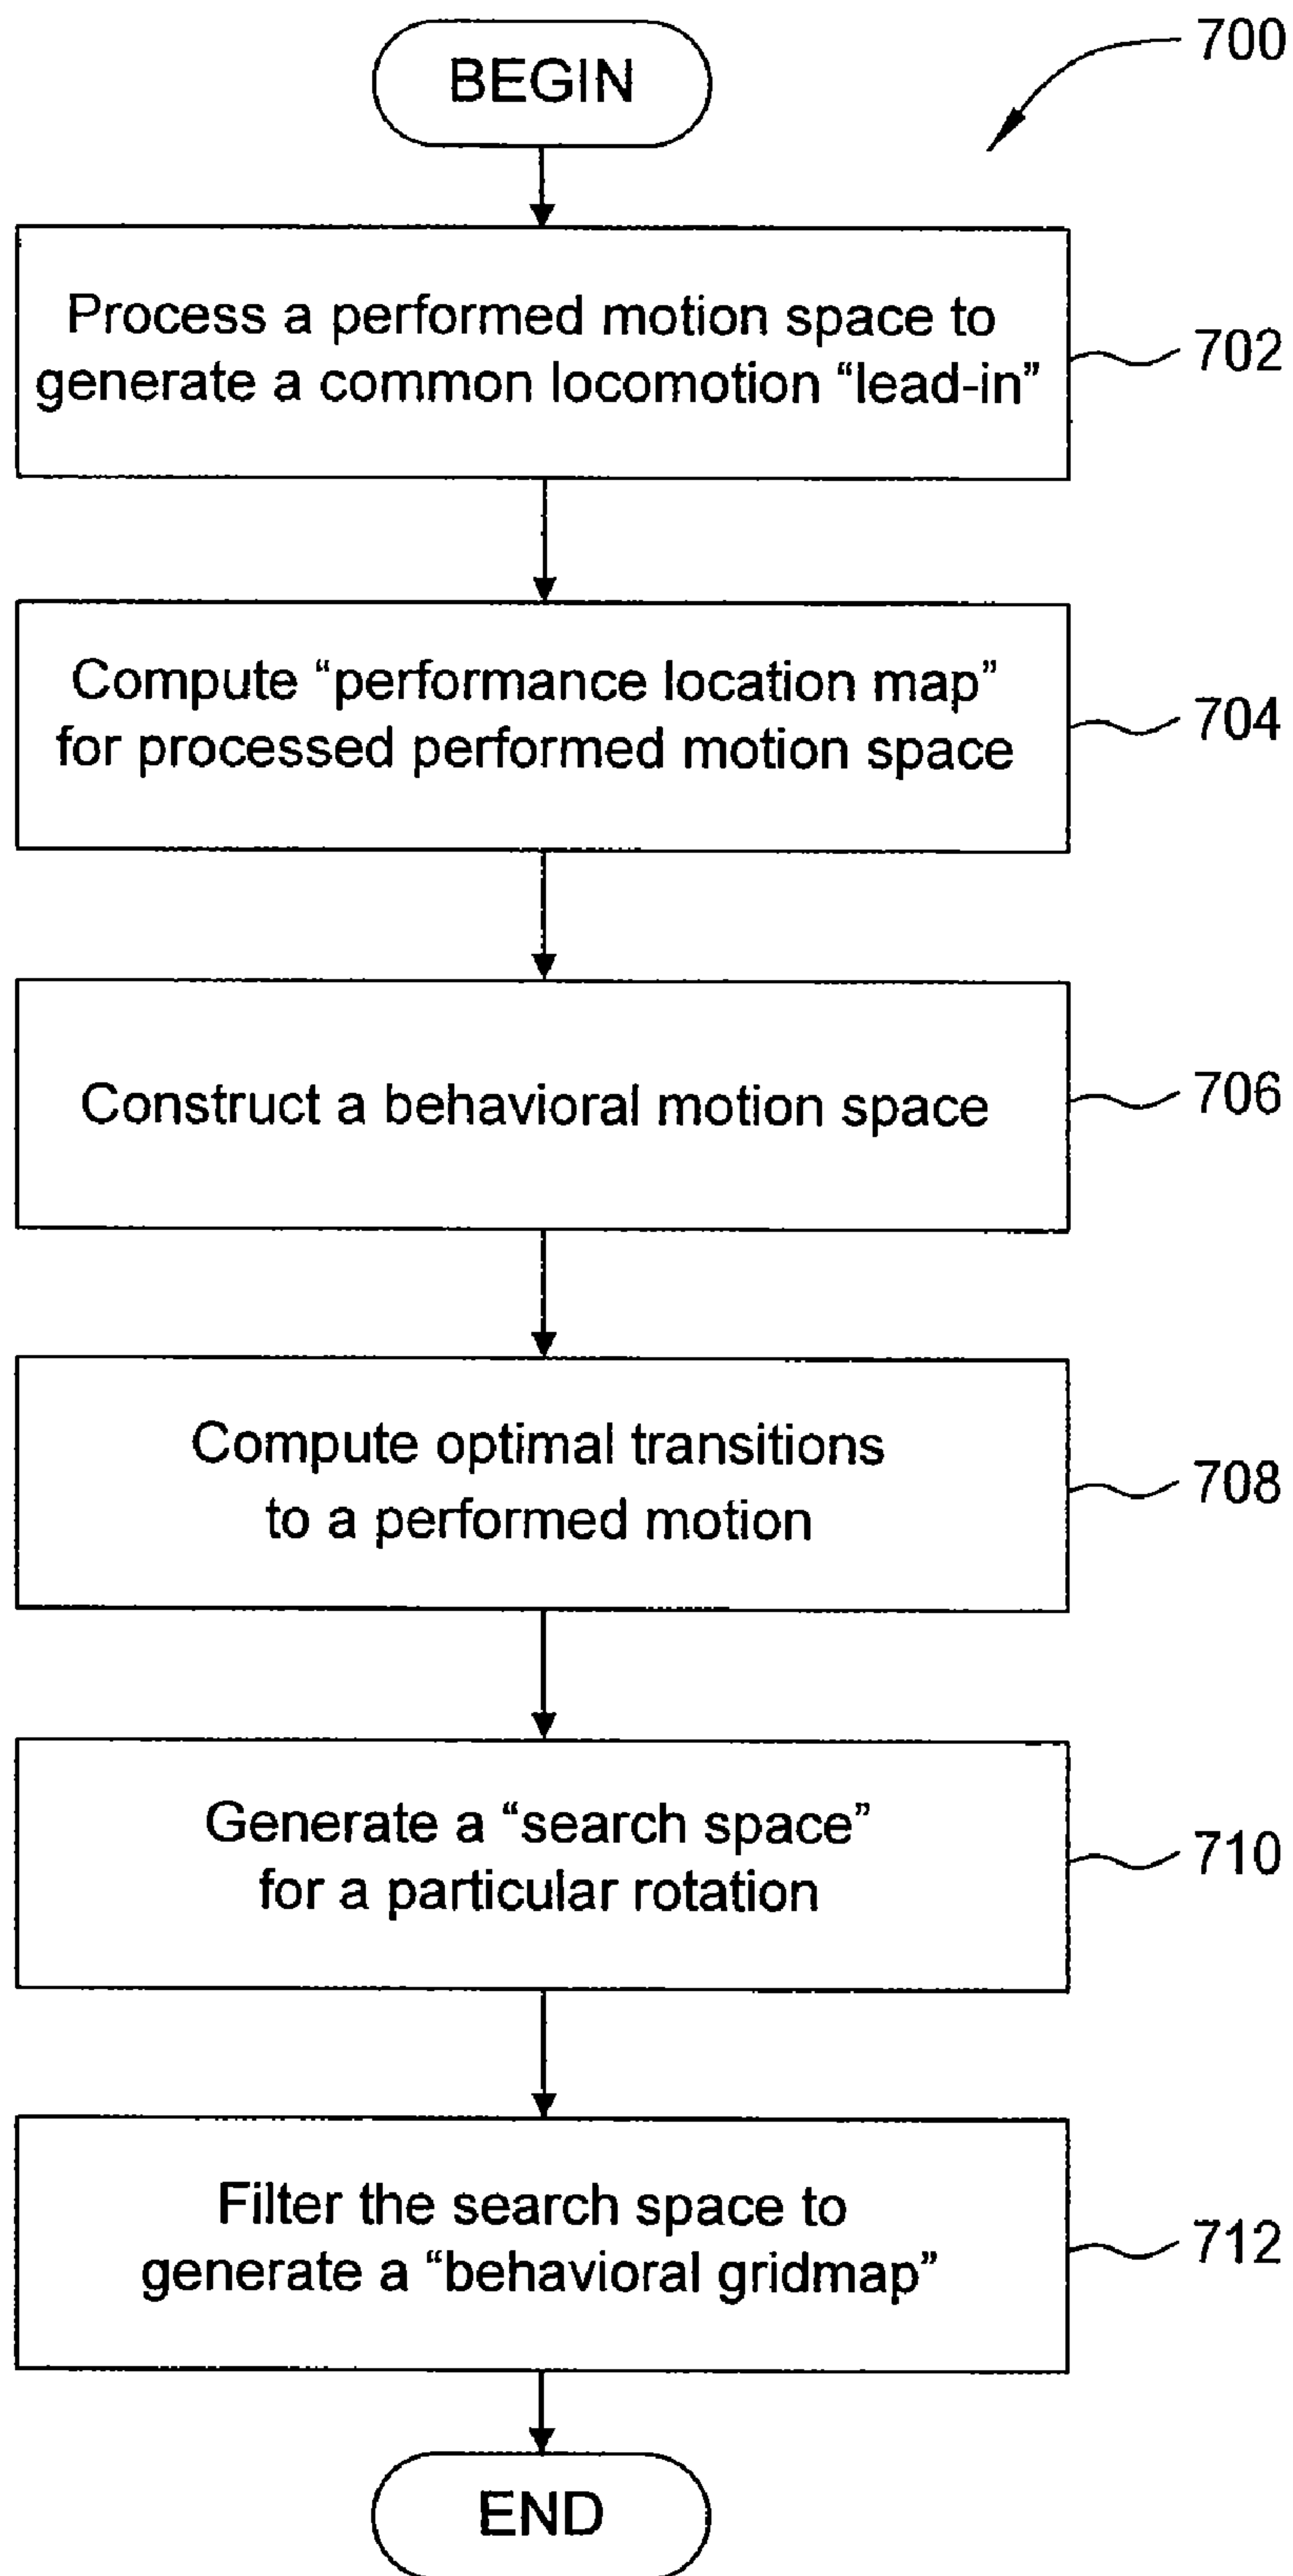 BEGIN
700
Process a performed motion space to
generate a common locomotion “lead-in”
702
Compute “performance location map”
for processed performed motion space
704
Construct a behavioral motion space
706
Compute optimal transitions
to a performed motion
708
Generate a “search space”
for a particular rotation
710
Filter the search space to
generate a “behavioral gridmap”
712
END